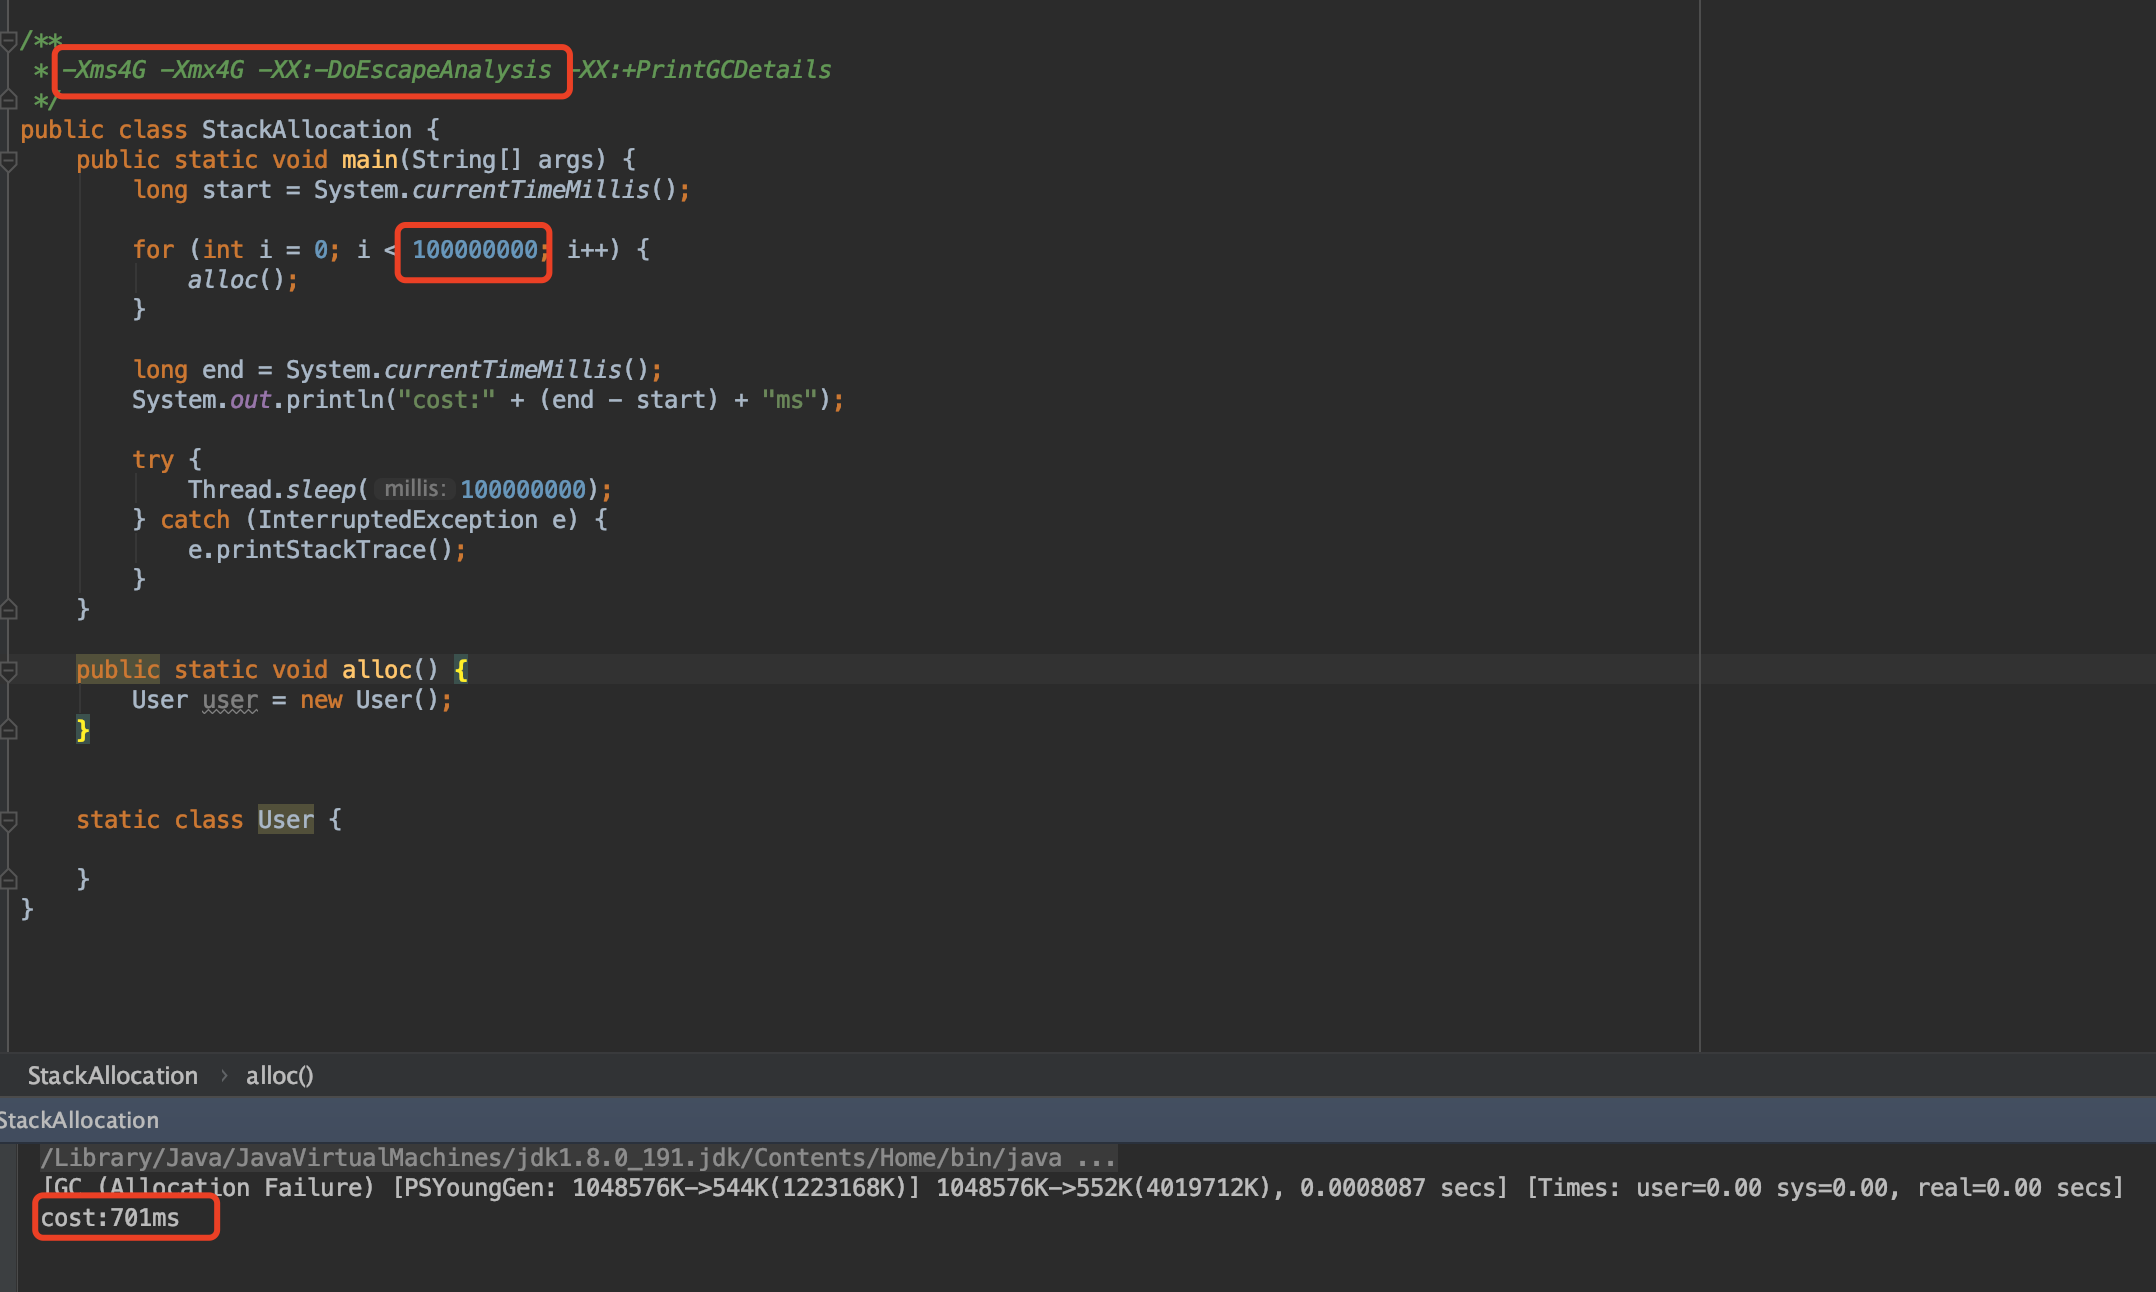 /**
 * -Xms4G -Xmx4G -XX:-DoEscapeAnalysis -XX:+PrintGCDetails
 */
public class StackAllocation {
    public static void main(String[] args) {
        long start = System.currentTimeMillis();
        for (int i = 0; i < 100000000; i++) {
            alloc();
        }
        long end = System.currentTimeMillis();
        System.out.println("cost:" + (end - start) + "ms");
        try {
            Thread.sleep( millis: 100000000);
        } catch (InterruptedException e) {
            e.printStackTrace();
        }
    }
    public static void alloc() {
        User user = new User();
    }
    static class User {
    }
}
StackAllocation › alloc()
StackAllocation
/Library/Java/JavaVirtualMachines/jdk1.8.0_191.jdk/Contents/Home/bin/java ...
[GC (Allocation Failure) [PSYoungGen: 1048576K->544K(1223168K)] 1048576K->552K(4019712K), 0.0008087 secs] [Times: user=0.00 sys=0.00, real=0.00 secs]
cost:701ms